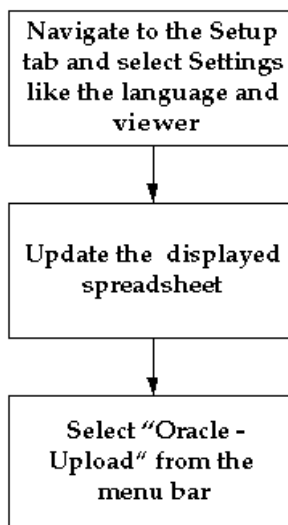 Navigate to the Setup
tab and select Settings
like the language and
viewer
Update the displayed
spreadsheet
Select “Oracle -
Upload“ from the
menu bar